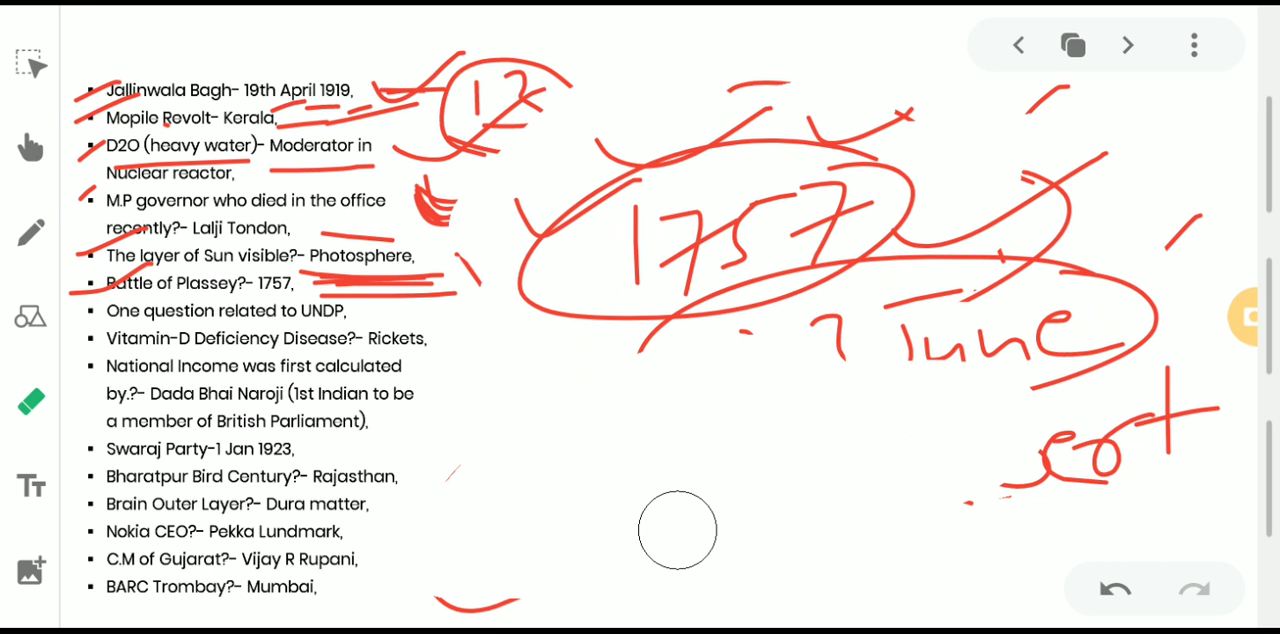 ▪ Jallinwala Bagh- 19th April 1919,
▪ Mopile Revolt- Kerala,
▪ D2O (heavy water)- Moderator in
Nuclear reactor,
▪ M.P governor who died in the office
recently?- Lalji Tondon,
▪ The layer of Sun visible?- Photosphere,
▪ Battle of Plassey?- 1757,
▪ One question related to UNDP,
▪ Vitamin-D Deficiency Disease?- Rickets,
▪ National Income was first calculated
by.?- Dada Bhai Naroji (1st Indian to be
a member of British Parliament),
▪ Swaraj Party-1 Jan 1923,
▪ Bharatpur Bird Century?- Rajasthan,
▪ Brain Outer Layer?- Dura matter,
▪ Nokia CEO?- Pekka Lundmark,
▪ C.M of Gujarat?- Vijay R Rupani,
▪ BARC Trombay?- Mumbai,
1757
June
Tт